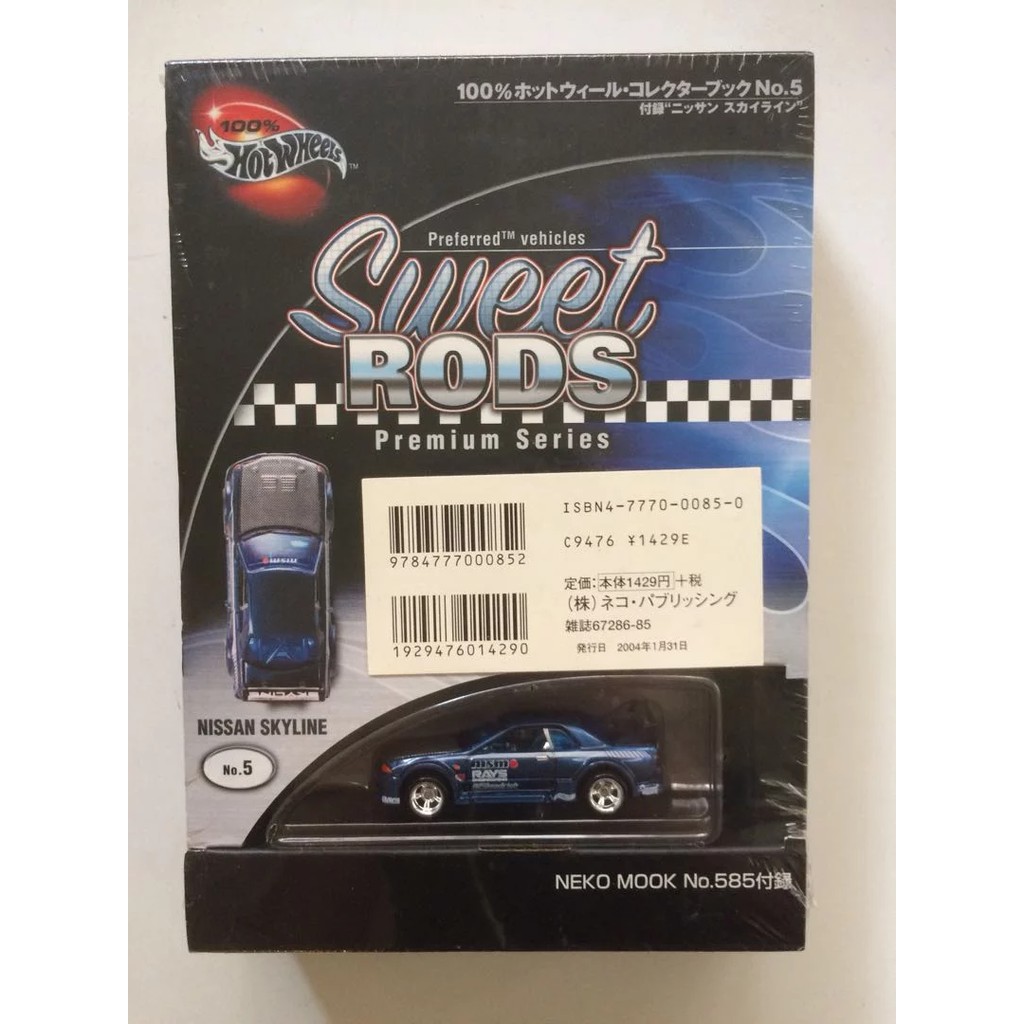 100%ホットウィール・コレクターブック No.5
付録"ニッサン スカイライン"
100%
HOT WHEELS™
Preferred™ vehicles
Sweet
RODS
Premium Series
ISBN4-7770-0085-0
C9476 ¥1429E
9784777000852
定価:本体1429円+税
(株)ネコ・パブリッシング
雑誌67286-85
1929476014290
発行日 2004年1月31日
NISSAN SKYLINE
No.5
RAYS
NEKO MOOK No.585付録